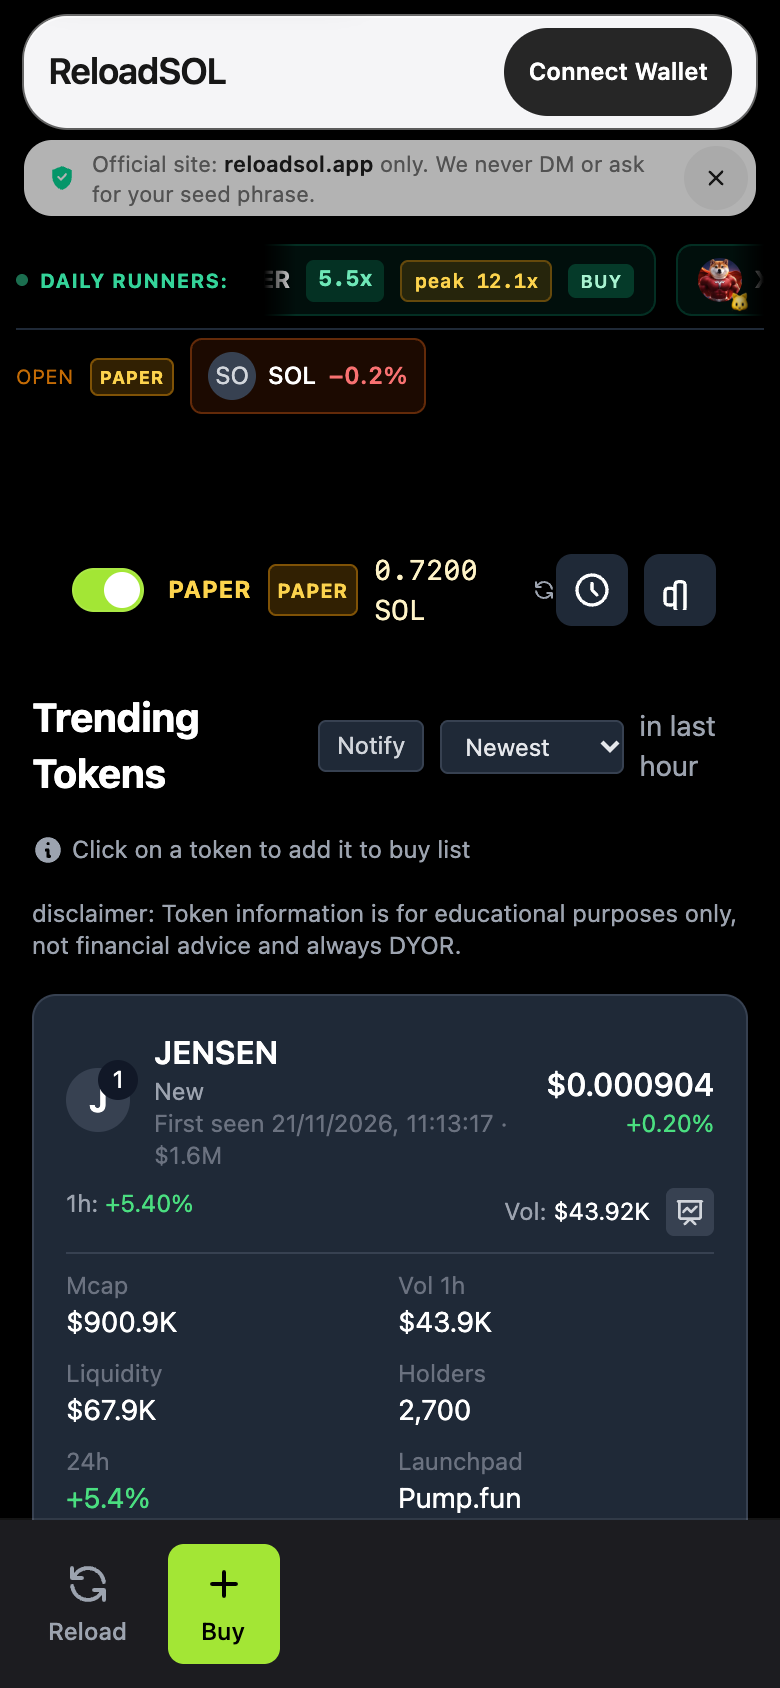 ReloadSOL
Connect Wallet
Official site: reloadsol.app only. We never DM or ask
for your seed phrase.
DAILY RUNNERS:
ER 5.5x peak 12.1x BUY
OPEN PAPER SO SOL −0.2%
PAPER PAPER 0.7200
SOL
Trending
Tokens
Notify Newest in last
hour
Click on a token to add it to buy list
disclaimer: Token information is for educational purposes only,
not financial advice and always DYOR.
J 1
JENSEN
New
First seen 21/11/2026, 11:13:17 ·
$1.6M
$0.000904
+0.20%
1h: +5.40%
Vol: $43.92K
Mcap Vol 1h
$900.9K $43.9K
Liquidity Holders
$67.9K 2,700
24h Launchpad
+5.4% Pump.fun
Reload Buy